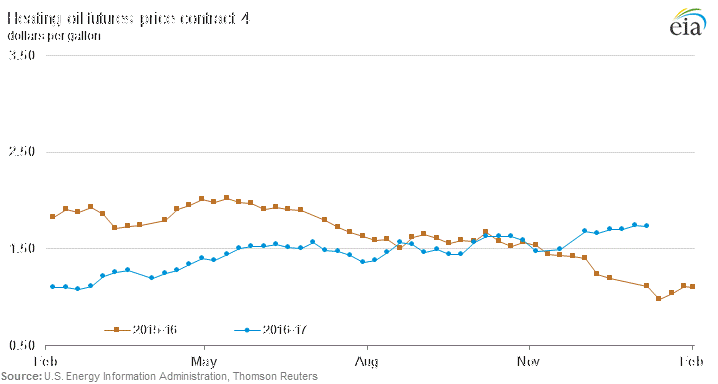 Heating oil futures price contract 4
dollars per gallon
eia
3.50
2.50
1.50
0.50
2015-16
2016-17
Feb
May
Aug
Nov
Feb
Source: U.S. Energy Information Administration, Thomson Reuters